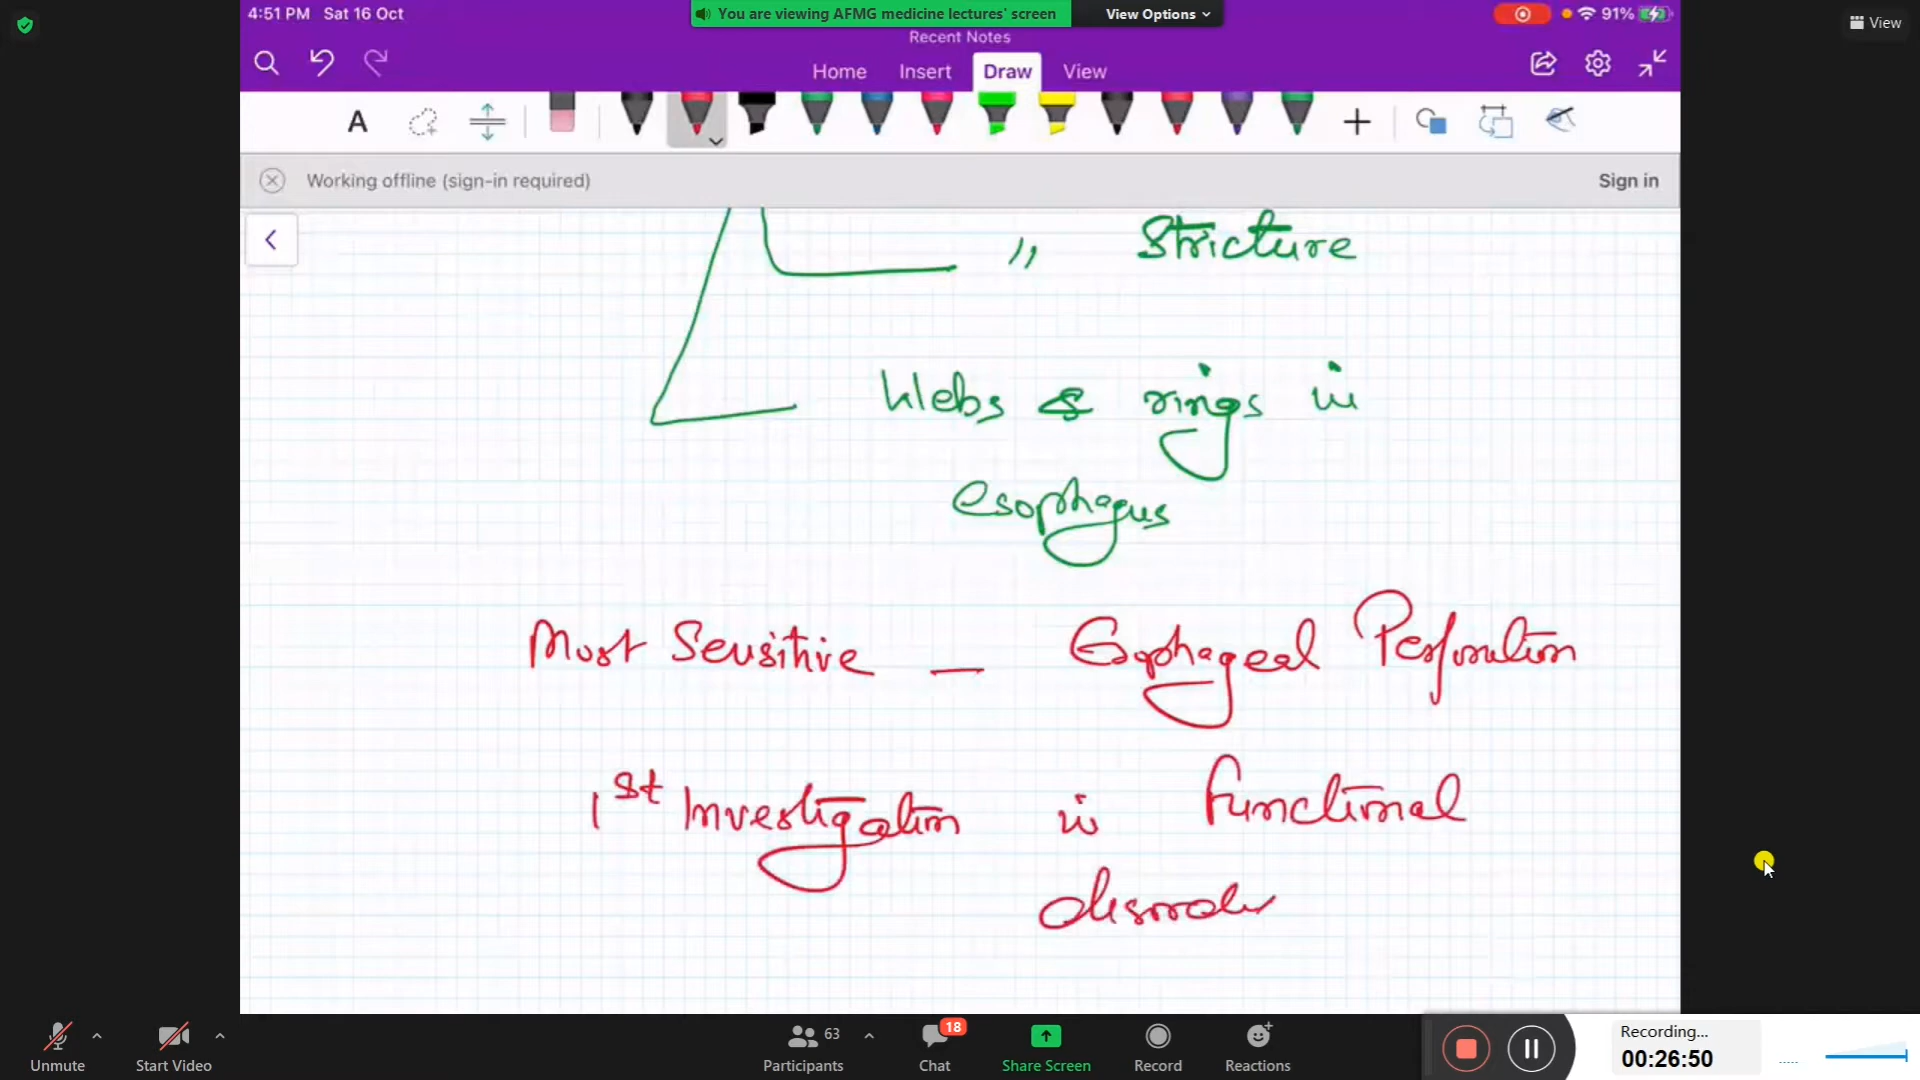 4:51 PM Sat 16 Oct
You are viewing AFMG medicine lectures' screen View Options
91%
View
Recent Notes
Home Insert Draw View
A
Working offline (sign-in required) Sign in
" Stricture
Webs & rings in
esophagus
Most Sensitive — Esophageal Perforation
1st Investigation in functional
disorder
Unmute Start Video
63 Participants
18 Chat
Share Screen
Record
Reactions
Recording...
00:26:50